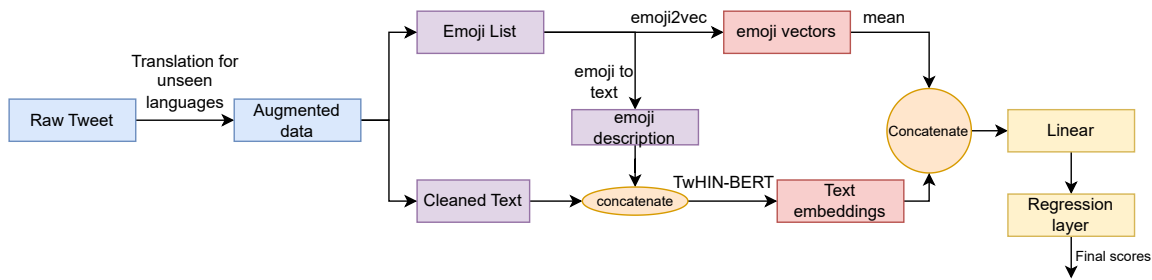 Raw Tweet
Translation for
unseen
languages
Augmented
data
Emoji List
emoji2vec
emoji vectors
mean
emoji to
text
emoji
description
Cleaned Text
concatenate
TwHIN-BERT
Text
embeddings
Concatenate
Linear
Regression
layer
Final scores